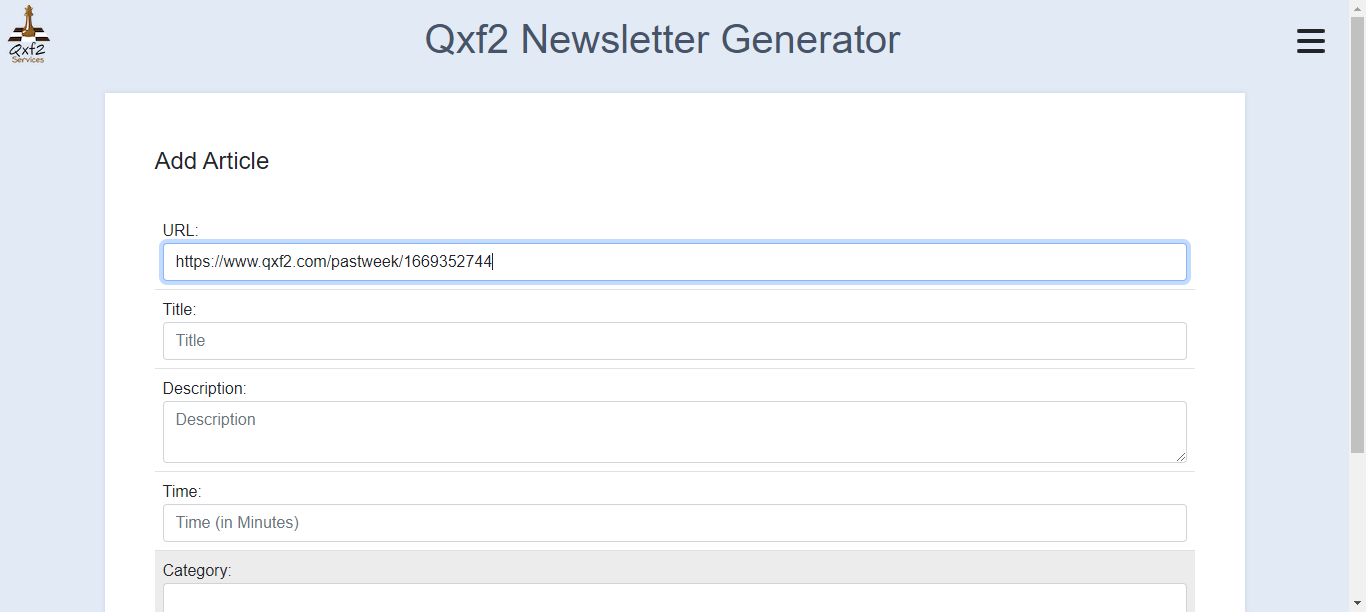 Qxf2
Services
Qxf2 Newsletter Generator
Add Article
URL:
https://www.qxf2.com/pastweek/1669352744
Title:
Title
Description:
Description
Time:
Time (in Minutes)
Category: